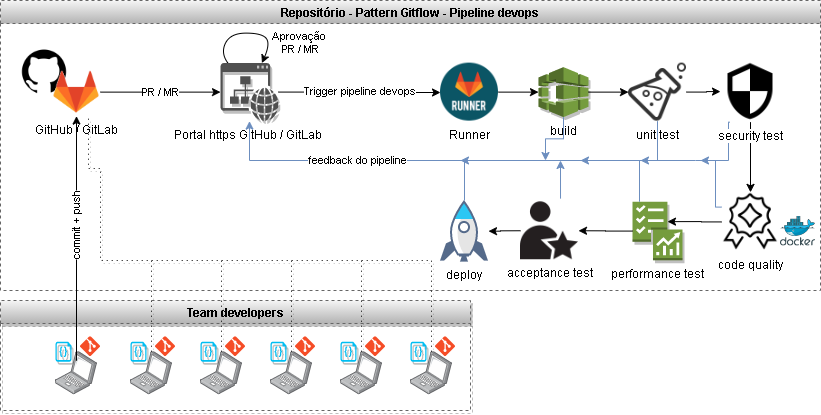 Repositório - Pattern Gitflow - Pipeline devops
Aprovação
PR / MR
PR / MR
Trigger pipeline devops
RUNNER
GitHub / GitLab
Portal https GitHub / GitLab
Runner
build
unit test
security test
feedback do pipeline
commit + push
docker
deploy
acceptance test
performance test
code quality
Team developers